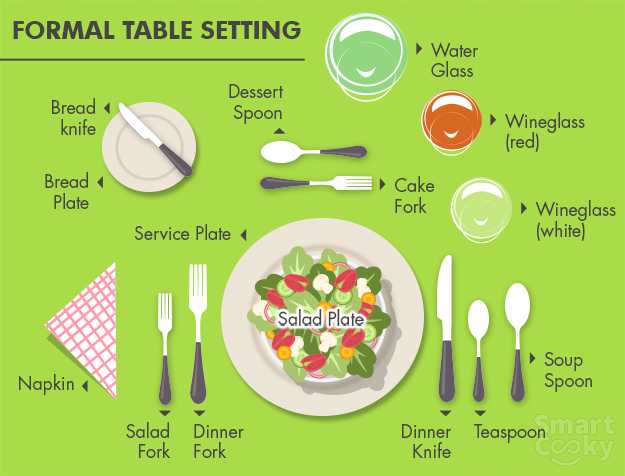 FORMAL TABLE SETTING
Water
Glass
Dessert
Spoon
Bread
knife
Wineglass
(red)
Bread
Plate
Cake
Fork
Wineglass
(white)
Service Plate
Salad Plate
Napkin
Soup
Spoon
Salad
Fork
Dinner
Fork
Dinner
Knife
Teaspoon
Smart
Cooky